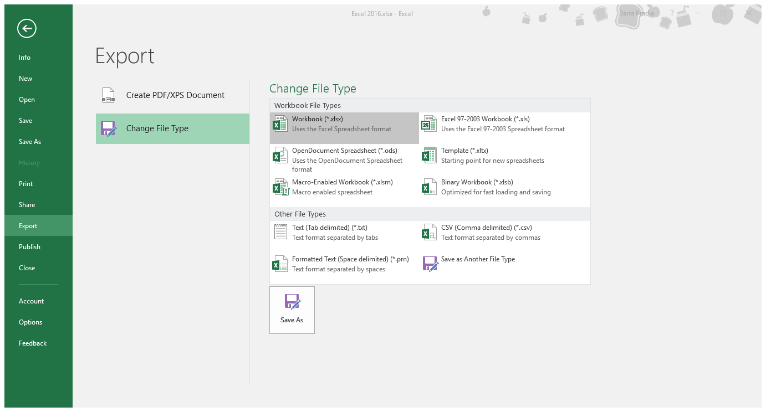 Excel 2016.xlsx - Excel
Info
New
Open
Save
Save As
History
Print
Share
Export
Publish
Close
Account
Options
Feedback
Export
Create PDF/XPS Document
Change File Type
Change File Type
Workbook File Types
Workbook (*.xlsx)
Uses the Excel Spreadsheet format
Excel 97-2003 Workbook (*.xls)
Uses the Excel 97-2003 Spreadsheet format
OpenDocument Spreadsheet (*.ods)
Uses the OpenDocument Spreadsheet
format
Template (*.xltx)
Starting point for new spreadsheets
Macro-Enabled Workbook (*.xlsm)
Macro enabled spreadsheet
Binary Workbook (*.xlsb)
Optimized for fast loading and saving
Other File Types
Text (Tab delimited) (*.txt)
Text format separated by tabs
CSV (Comma delimited) (*.csv)
Text format separated by commas
Formatted Text (Space delimited) (*.prn)
Text format separated by spaces
Save as Another File Type
Save As